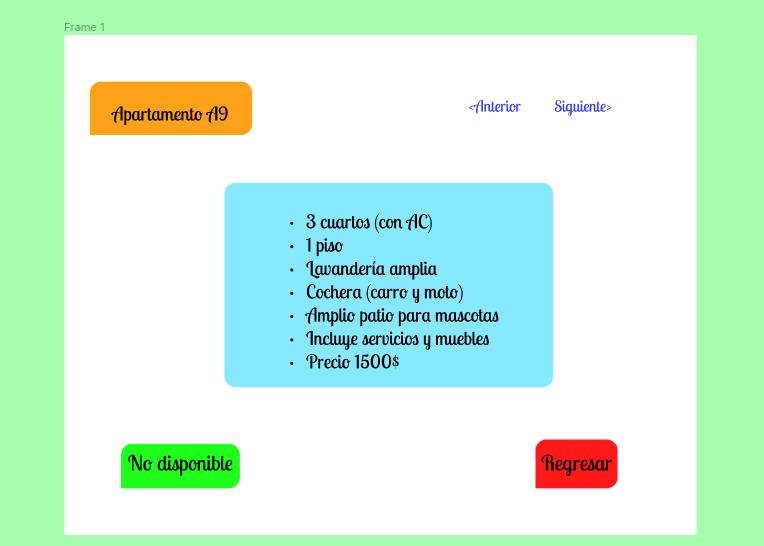 Frame 1
Apartamento A9
<Anterior Siguiente>
• 3 cuartos (con AC)
• 1 piso
• Lavandería amplia
• Cochera (carro y moto)
• Amplio patio para mascotas
• Incluye servicios y muebles
• Precio 1500$
No disponible
Regresar